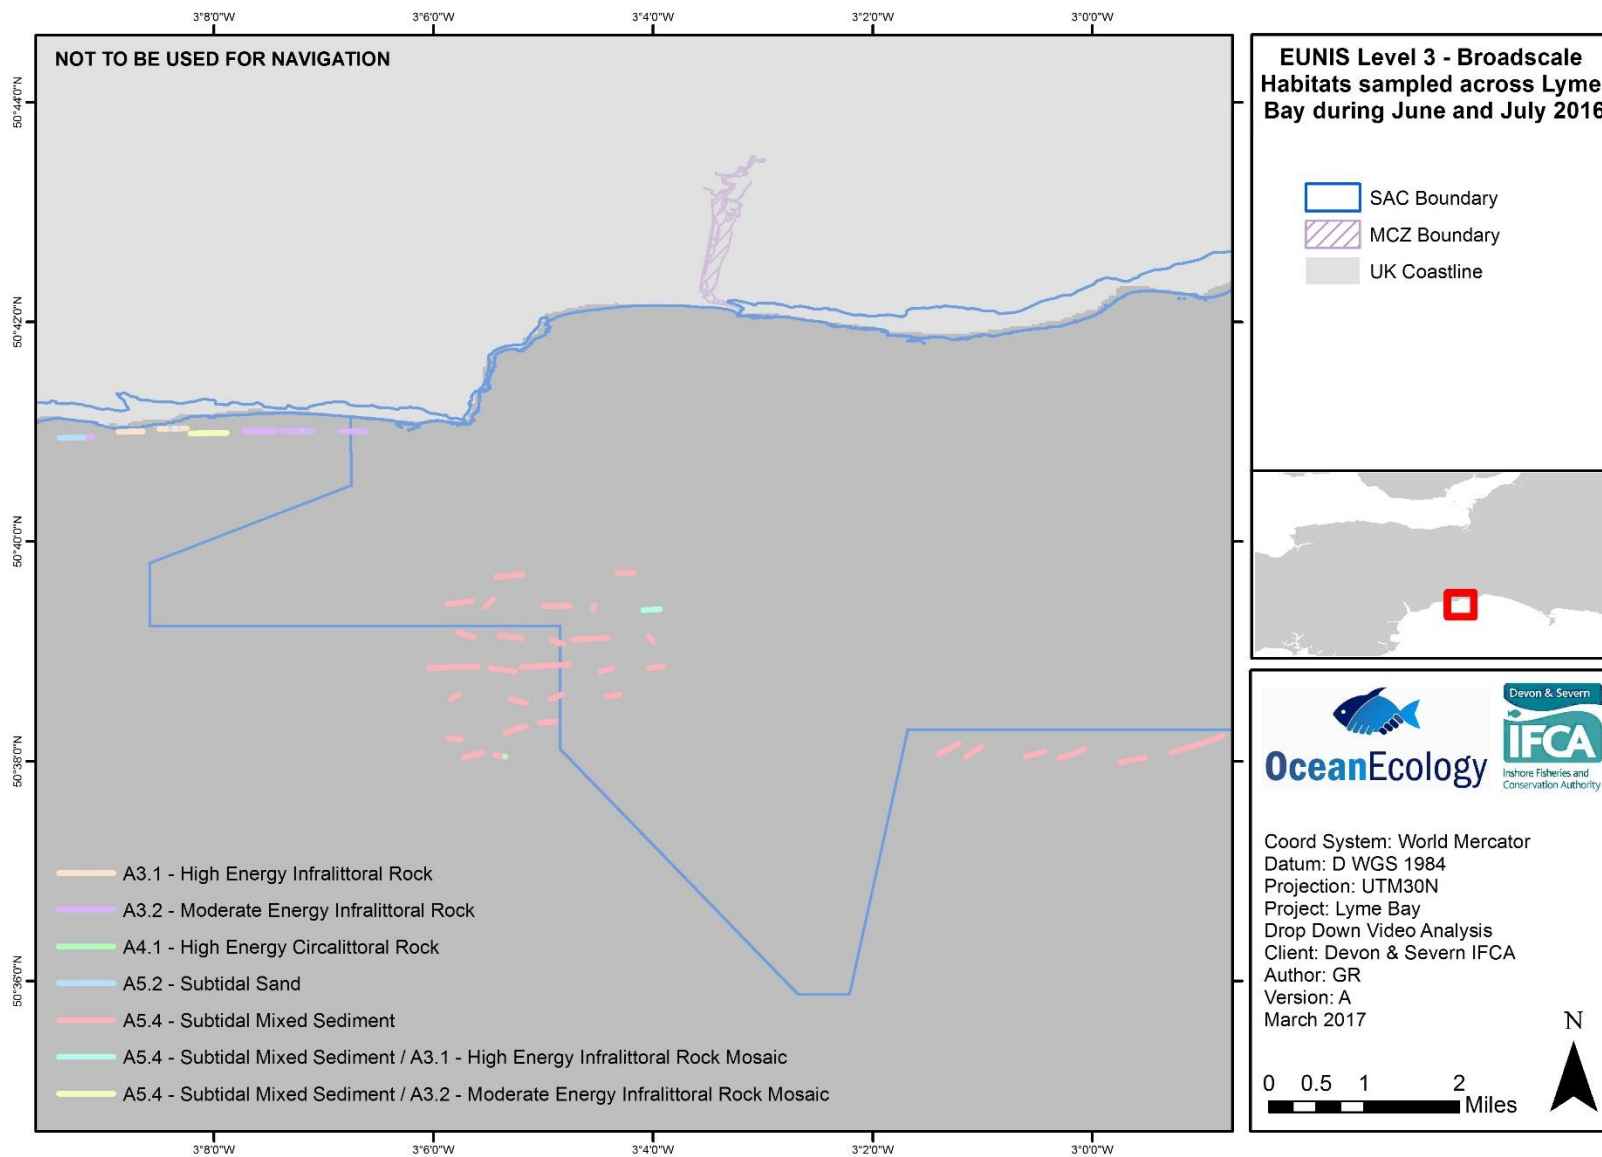 3°8'0"W
3°6'0"W
3°4'0"W
3°2'0"W
3°0'0"W
NOT TO BE USED FOR NAVIGATION
50°44'0"N
50°42'0"N
50°40'0"N
50°38'0"N
50°36'0"N
A3.1 - High Energy Infralittoral Rock
A3.2 - Moderate Energy Infralittoral Rock
A4.1 - High Energy Circalittoral Rock
A5.2 - Subtidal Sand
A5.4 - Subtidal Mixed Sediment
A5.4 - Subtidal Mixed Sediment / A3.1 - High Energy Infralittoral Rock Mosaic
A5.4 - Subtidal Mixed Sediment / A3.2 - Moderate Energy Infralittoral Rock Mosaic
3°8'0"W
3°6'0"W
3°4'0"W
3°2'0"W
3°0'0"W
EUNIS Level 3 - Broadscale
Habitats sampled across Lyme
Bay during June and July 2016
SAC Boundary
MCZ Boundary
UK Coastline
OceanEcology
Devon & Severn
IFCA
Inshore Fisheries and
Conservation Authority
Coord System: World Mercator
Datum: D WGS 1984
Projection: UTM30N
Project: Lyme Bay
Drop Down Video Analysis
Client: Devon & Severn IFCA
Author: GR
Version: A
March 2017
N
0 0.5 1 2
Miles